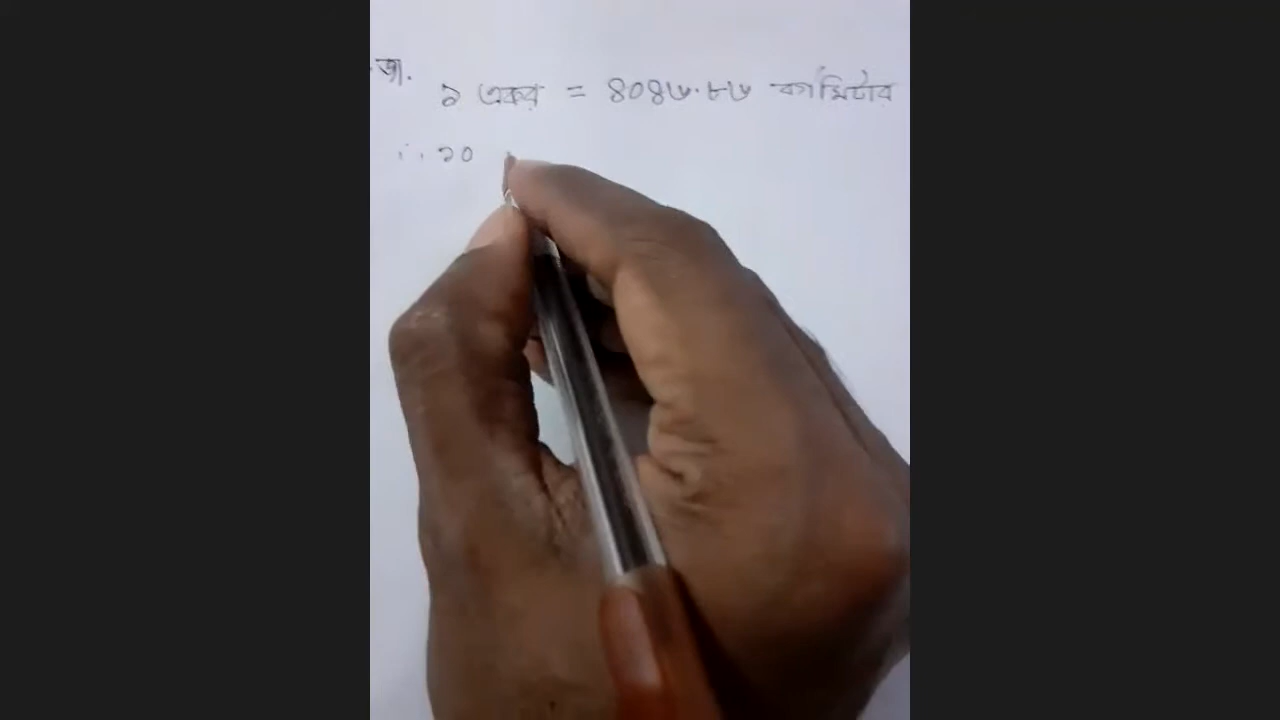 জা.
১ একর = ৪০৪৬.৮৬ বর্গমিটার
∴ ১০